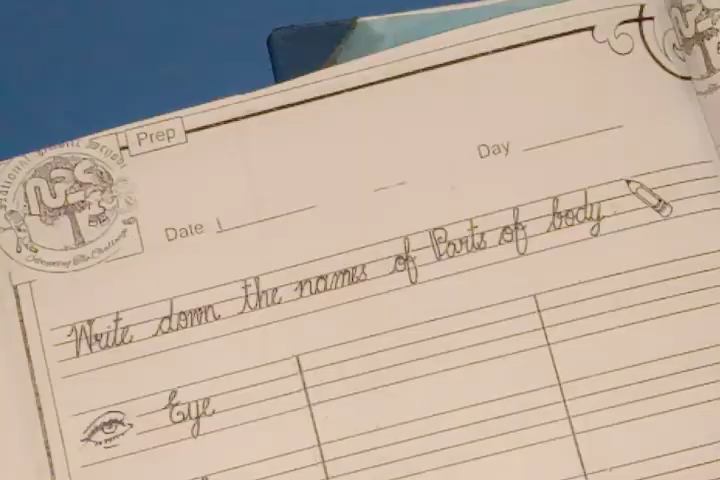 Prep
Day
Date
Write down the names of Parts of body
Eye